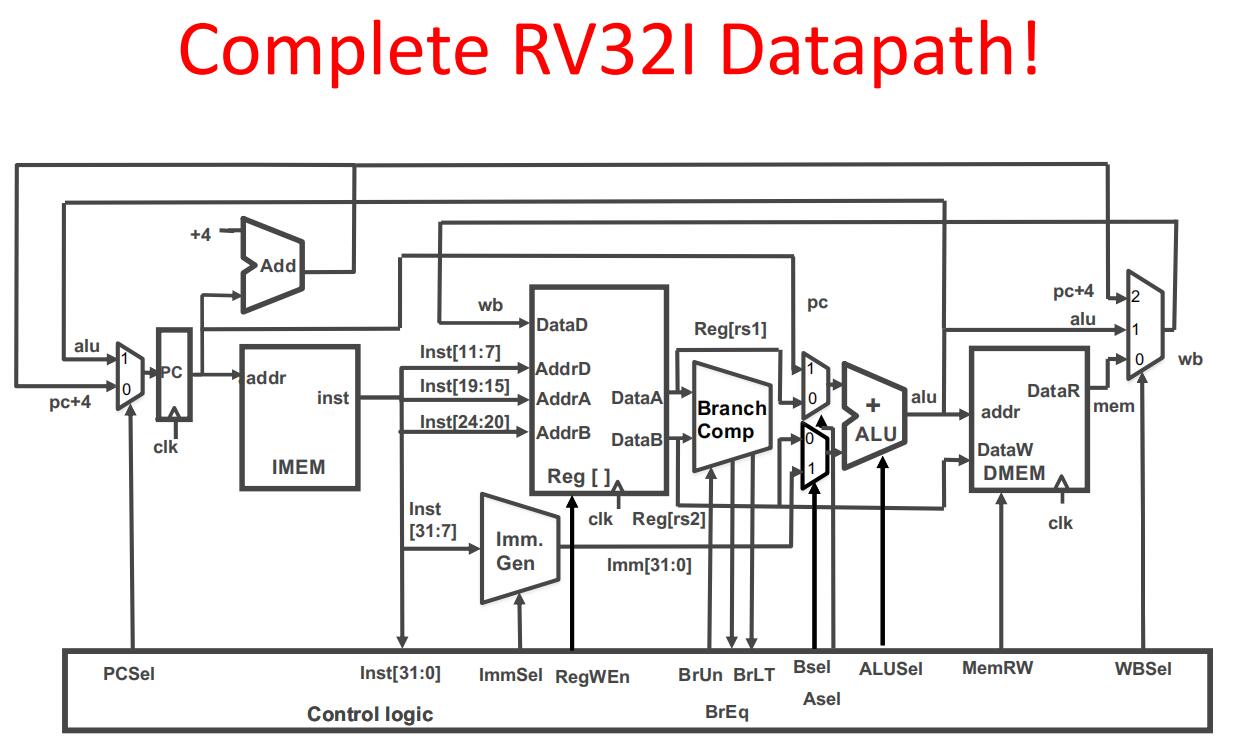 Complete RV32I Datapath!
+4
Add
wb
pc
pc+4
2
alu
1
0
wb
mem
alu
1
0
pc+4
PC
clk
addr
inst
IMEM
Inst[11:7]
Inst[19:15]
Inst[24:20]
DataD
AddrD
AddrA
AddrB
DataA
DataB
Reg [ ]
clk
Reg[rs1]
Branch
Comp
Reg[rs2]
1
0
0
1
+
ALU
alu
DataR
addr
DataW
DMEM
clk
Inst
[31:7]
Imm.
Gen
Imm[31:0]
PCSel
Inst[31:0]
ImmSel
RegWEn
BrUn
BrEq
BrLT
Bsel
Asel
ALUSel
MemRW
WBSel
Control logic